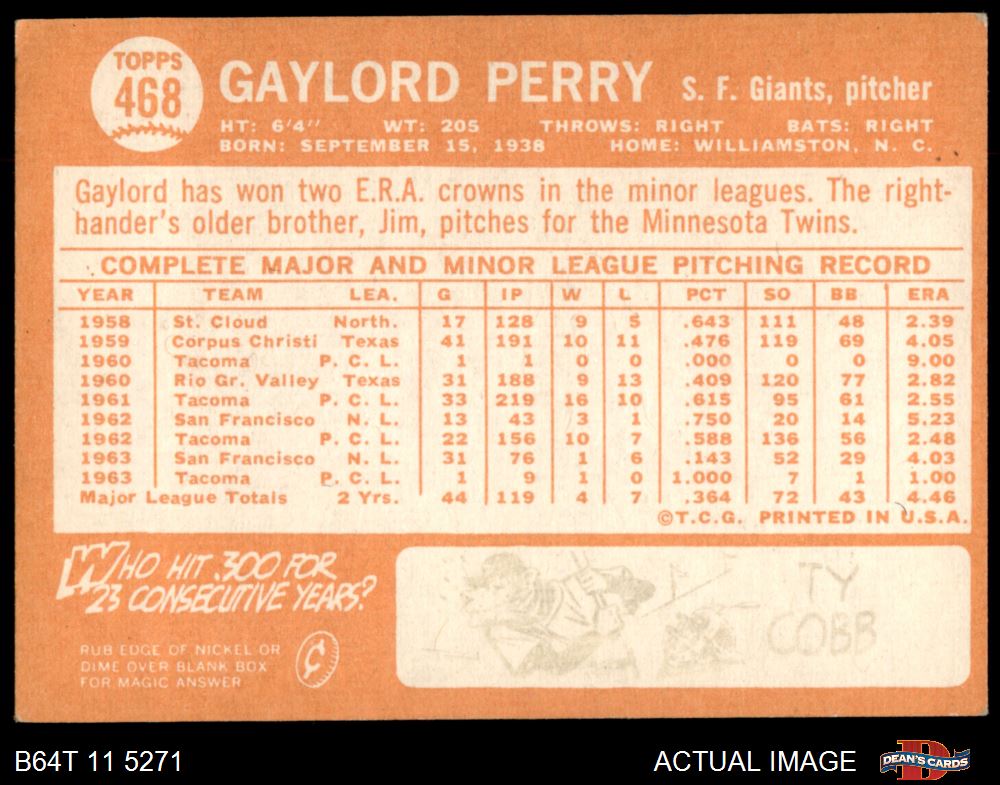 TOPPS
468
GAYLORD PERRY S. F. Giants, pitcher
HT: 6'4" WT: 205 THROWS: RIGHT BATS: RIGHT
BORN: SEPTEMBER 15, 1938 HOME: WILLIAMSTON, N. C.
Gaylord has won two E.R.A. crowns in the minor leagues. The right-
hander's older brother, Jim, pitches for the Minnesota Twins.
COMPLETE MAJOR AND MINOR LEAGUE PITCHING RECORD
YEAR TEAM LEA. G IP W L PCT SO BB ERA
1958 St. Cloud North. 17 128 9 5 .643 111 48 2.39
1959 Corpus Christi Texas 41 191 10 11 .476 119 69 4.05
1960 Tacoma P. C. L. 1 1 0 0 .000 0 0 9.00
1960 Rio Gr. Valley Texas 31 188 9 13 .409 120 77 2.82
1961 Tacoma P. C. L. 33 219 16 10 .615 95 61 2.55
1962 San Francisco N. L. 13 43 3 1 .750 20 14 5.23
1962 Tacoma P. C. L. 22 156 10 7 .588 136 56 2.48
1963 San Francisco N. L. 31 76 1 6 .143 52 29 4.03
1963 Tacoma P. C. L. 1 9 1 0 1.000 7 1 1.00
Major League Totals 2 Yrs. 44 119 4 7 .364 72 43 4.46
©T.C.G. PRINTED IN U.S.A.
WHO HIT .300 FOR
23 CONSECUTIVE YEARS?
RUB EDGE OF NICKEL OR
DIME OVER BLANK BOX
FOR MAGIC ANSWER
¢
TY
COBB
B64T 11 5271 ACTUAL IMAGE
D
DEAN'S CARDS